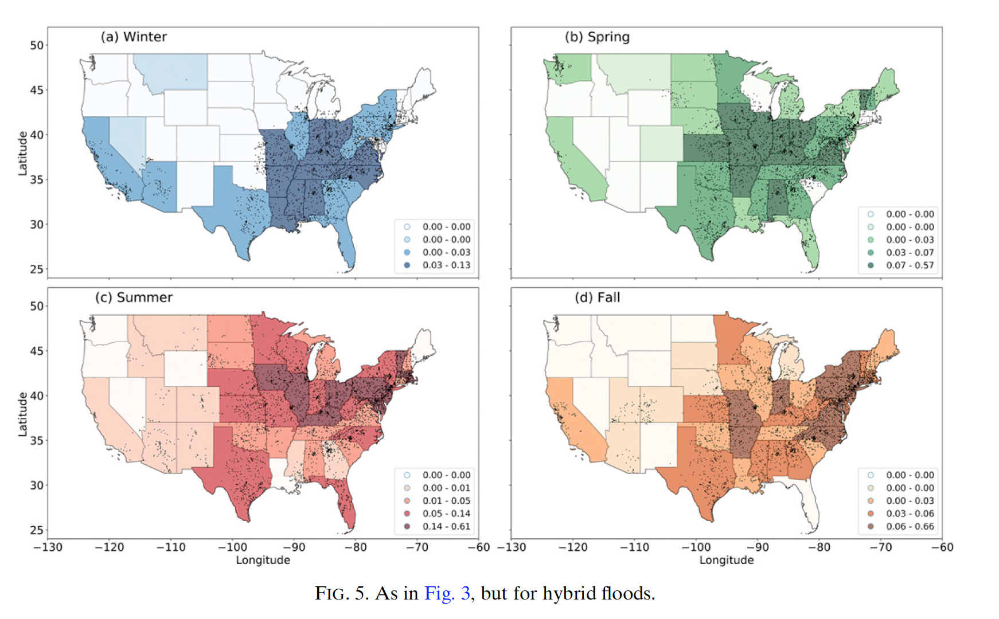 (a) Winter
(b) Spring
50
45
40
35
30
25
Latitude
0.00 - 0.00
0.00 - 0.00
0.00 - 0.03
0.03 - 0.13
0.00 - 0.00
0.00 - 0.00
0.00 - 0.03
0.03 - 0.07
0.07 - 0.57
(c) Summer
(d) Fall
50
45
40
35
30
25
Latitude
0.00 - 0.00
0.00 - 0.01
0.01 - 0.05
0.05 - 0.14
0.14 - 0.61
0.00 - 0.00
0.00 - 0.00
0.00 - 0.03
0.03 - 0.06
0.06 - 0.66
−130 −120 −110 −100 −90 −80 −70 −60
Longitude
−130 −120 −110 −100 −90 −80 −70 −60
Longitude
FIG. 5. As in Fig. 3, but for hybrid floods.